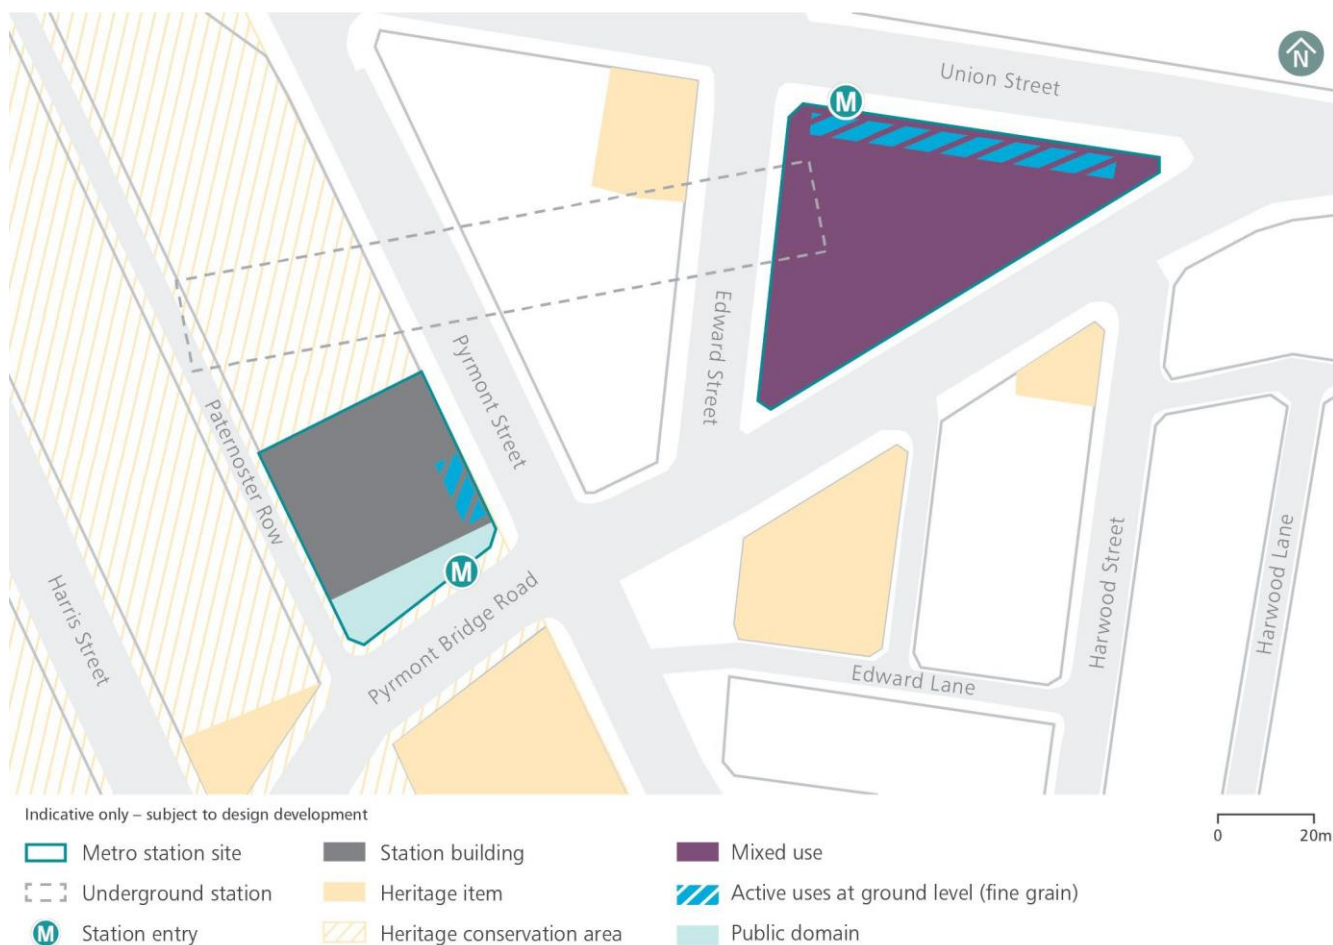 N
Union Street
M
Edward Street
Pyrmont Street
Paternoster Row
M
Harris Street
Pyrmont Bridge Road
Edward Lane
Harwood Street
Harwood Lane
Indicative only – subject to design development
0 20m
Metro station site
Station building
Mixed use
Underground station
Heritage item
Active uses at ground level (fine grain)
M Station entry
Heritage conservation area
Public domain